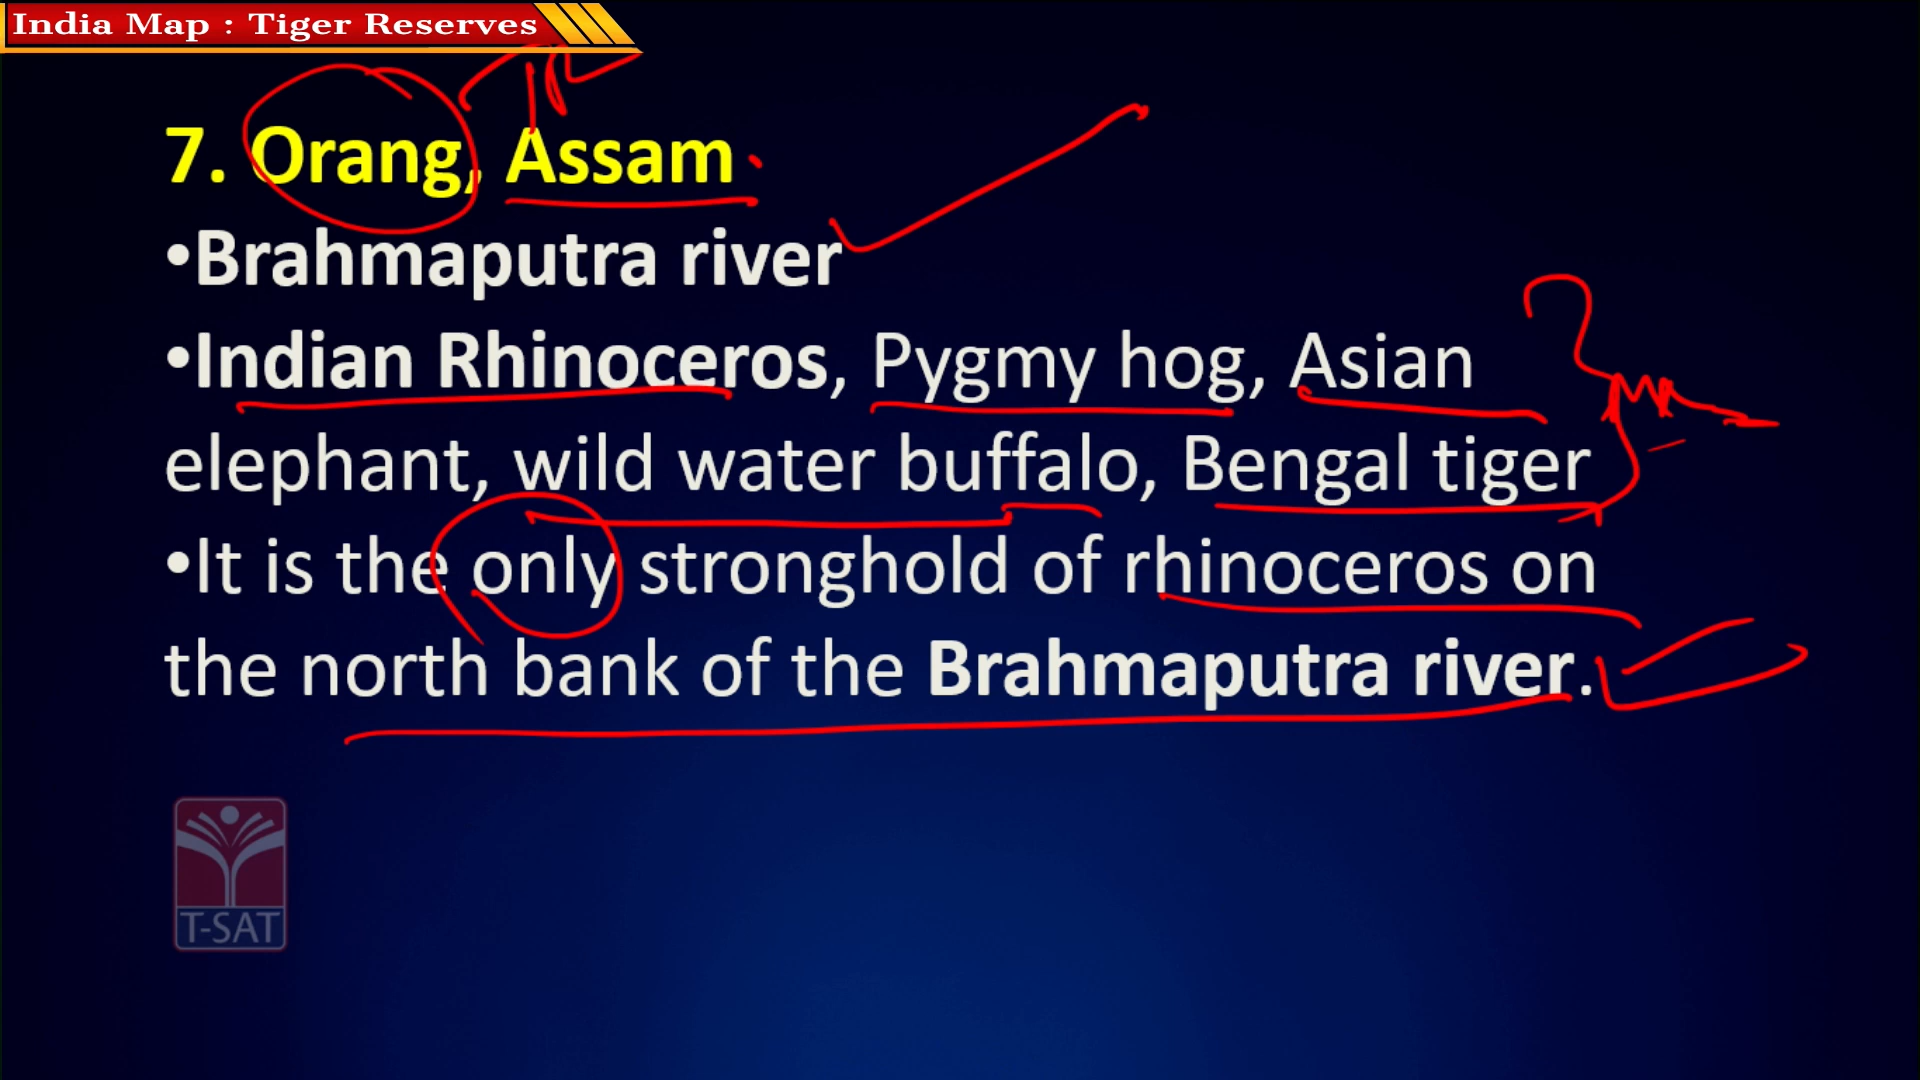 India Map : Tiger Reserves
7. Orang, Assam
•Brahmaputra river
•Indian Rhinoceros, Pygmy hog, Asian
elephant, wild water buffalo, Bengal tiger
•It is the only stronghold of rhinoceros on
the north bank of the Brahmaputra river.
T-SAT